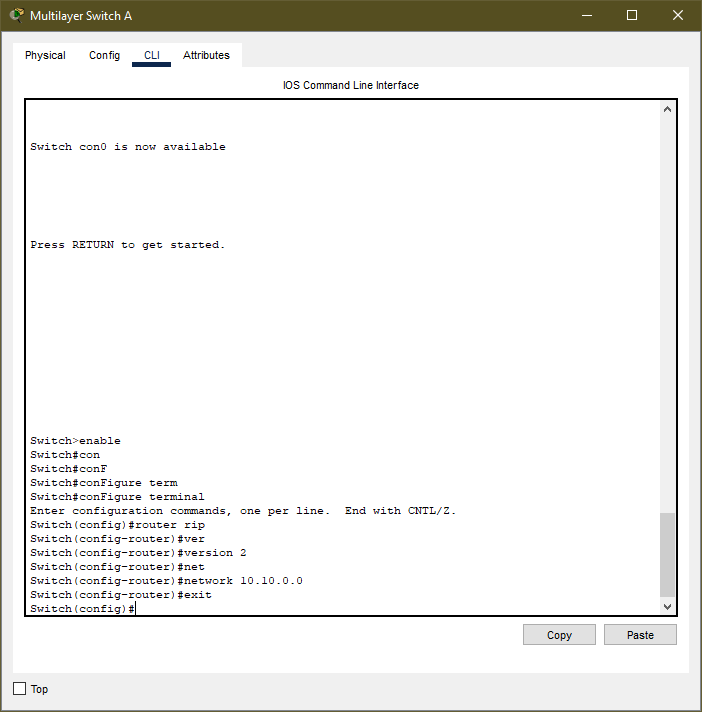 Multilayer Switch A
Physical Config CLI Attributes
IOS Command Line Interface
Switch con0 is now available
Press RETURN to get started.
Switch>enable
Switch#con
Switch#conF
Switch#conFigure term
Switch#conFigure terminal
Enter configuration commands, one per line.  End with CNTL/Z.
Switch(config)#router rip
Switch(config-router)#ver
Switch(config-router)#version 2
Switch(config-router)#net
Switch(config-router)#network 10.10.0.0
Switch(config-router)#exit
Switch(config)#
Copy Paste
Top